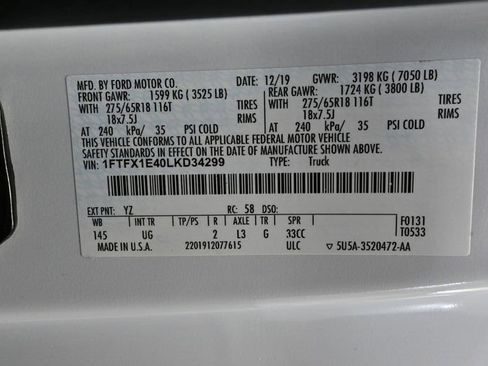 MFD. BY FORD MOTOR CO. DATE: 12/19 GVWR: 3198 KG ( 7050 LB)
FRONT GAWR: 1599 KG ( 3525 LB) REAR GAWR: 1724 KG ( 3800 LB)
WITH 275/65R18 116T TIRES WITH 275/65R18 116T TIRES
18x7.5J RIMS 18x7.5J RIMS
AT 240 kPa/ 35 PSI COLD AT 240 kPa/ 35 PSI COLD
THIS VEHICLE CONFORMS TO ALL APPLICABLE FEDERAL MOTOR VEHICLE
SAFETY STANDARDS IN EFFECT ON THE DATE OF MANUFACTURE SHOWN ABOVE.
VIN: 1FTFX1E40LKD34299 TYPE: Truck
EXT PNT: YZ RC: 58 DSO:
WB INT TR TP/PS R AXLE TR SPR F0131
145 UG 2 L3 G 33CC T0533
MADE IN U.S.A. 2201912077615 ULC ▽ 5U5A-3520472-AA